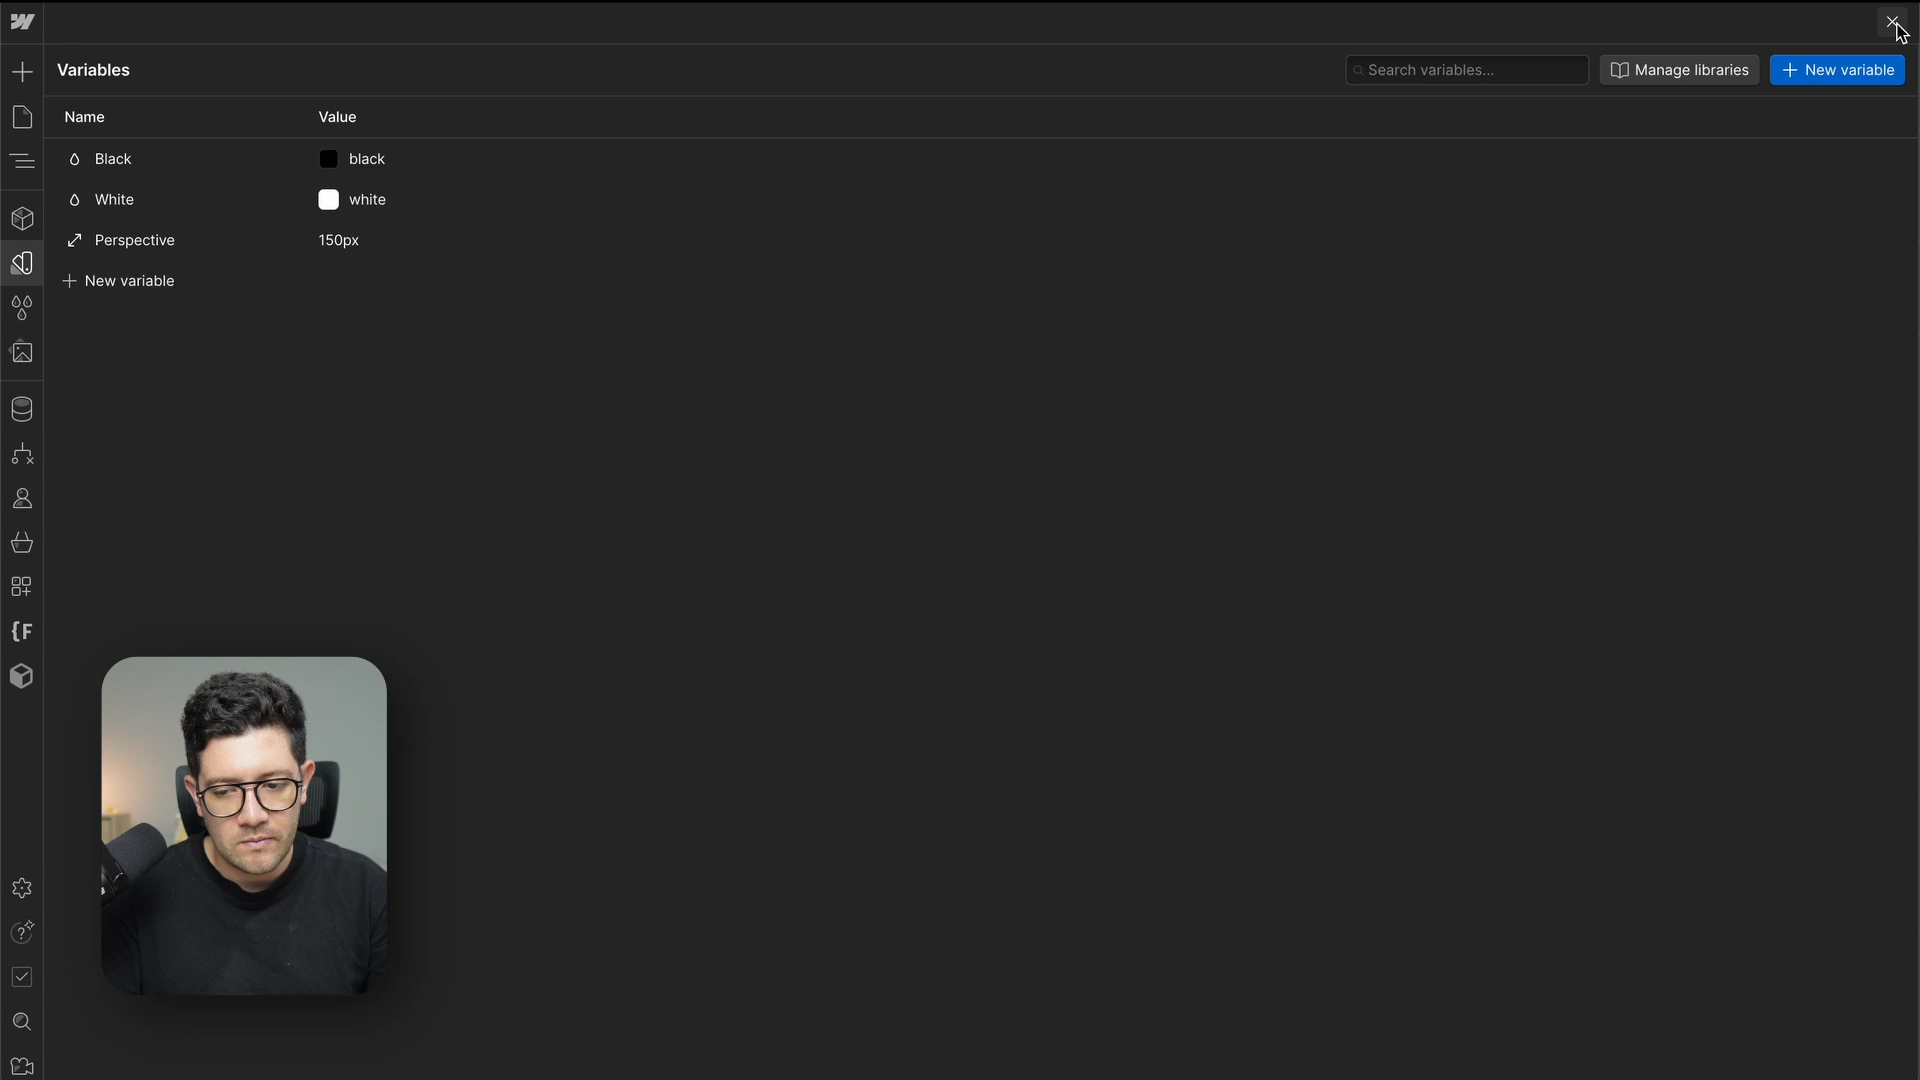 Variables
Search variables...
Manage libraries
New variable
Name
Value
Black
black
White
white
Perspective
150px
New variable
{F